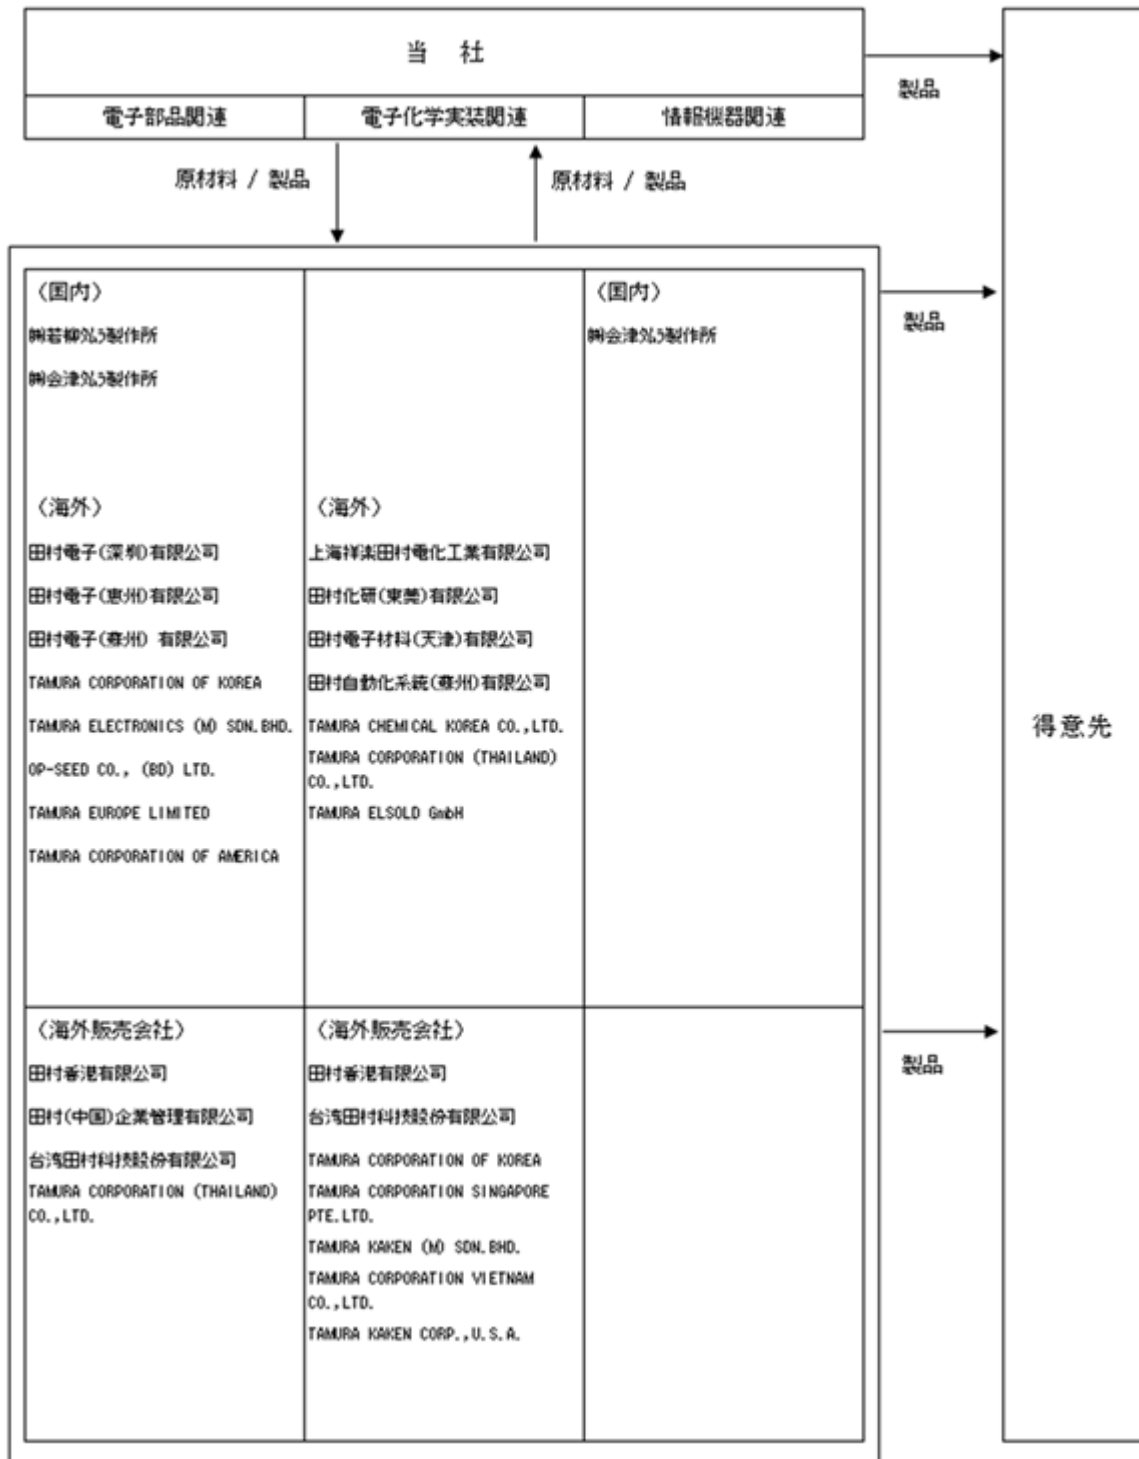 当 社
製品
電子部品関連
電子化学実装関連
情報機器関連
原材料 / 製品
原材料 / 製品
〈国内〉
㈱若柳タムラ製作所
㈱会津タムラ製作所
〈国内〉
㈱会津タムラ製作所
製品
〈海外〉
田村電子(深圳)有限公司
田村電子(恵州)有限公司
田村電子(蘇州) 有限公司
TAMURA CORPORATION OF KOREA
TAMURA ELECTRONICS (M) SDN.BHD.
OP-SEED CO., (BD) LTD.
TAMURA EUROPE LIMITED
TAMURA CORPORATION OF AMERICA
〈海外〉
上海祥楽田村電化工業有限公司
田村化研(東莞)有限公司
田村電子材料(天津)有限公司
田村自動化系統(蘇州)有限公司
TAMURA CHEMICAL KOREA CO.,LTD.
TAMURA CORPORATION (THAILAND)
CO.,LTD.
TAMURA ELSOLD GmbH
得意先
〈海外販売会社〉
田村香港有限公司
田村(中国)企業管理有限公司
台湾田村科技股份有限公司
TAMURA CORPORATION (THAILAND)
CO.,LTD.
〈海外販売会社〉
田村香港有限公司
台湾田村科技股份有限公司
TAMURA CORPORATION OF KOREA
TAMURA CORPORATION SINGAPORE
PTE.LTD.
TAMURA KAKEN (M) SDN.BHD.
TAMURA CORPORATION VIETNAM
CO.,LTD.
TAMURA KAKEN CORP.,U.S.A.
製品